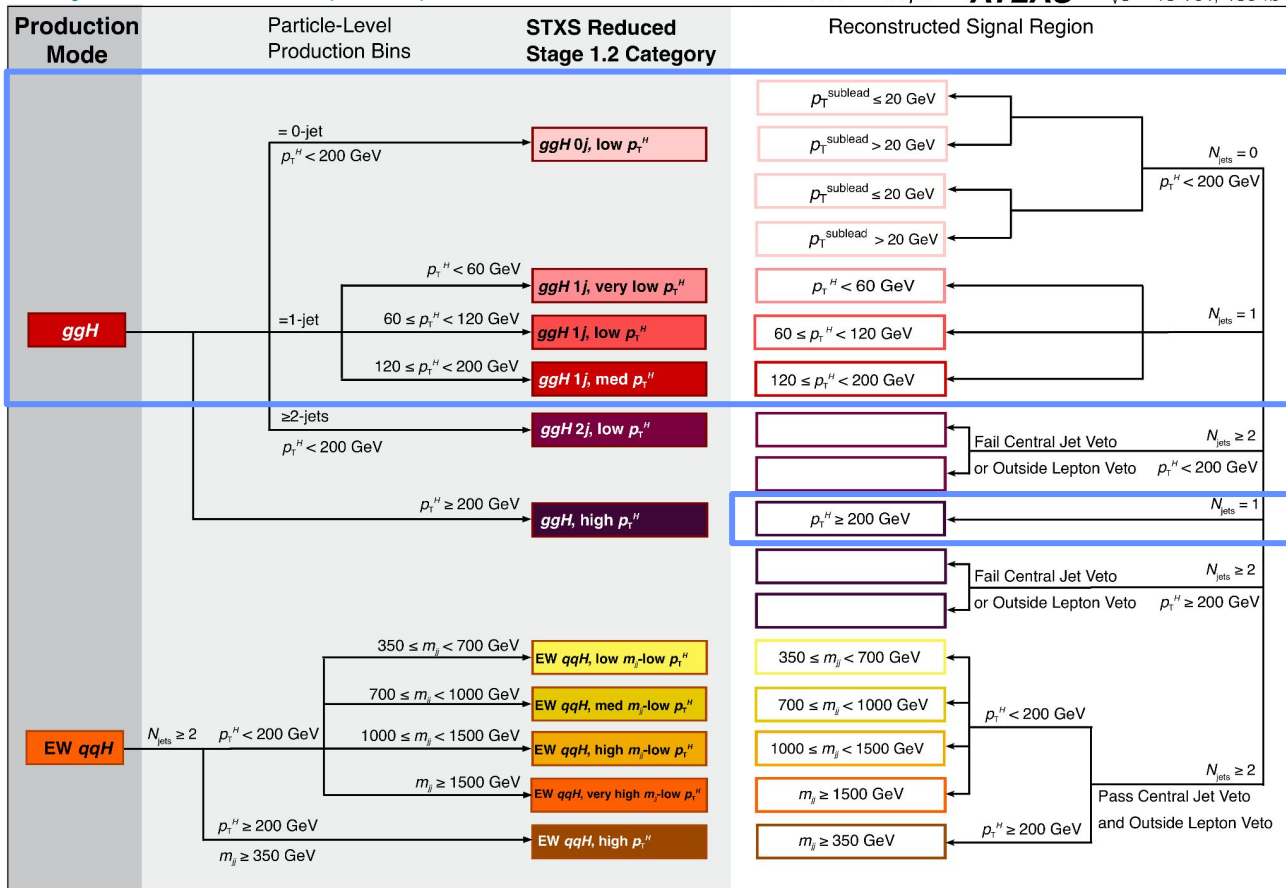 Production
Mode
Particle-Level
Production Bins
STXS Reduced
Stage 1.2 Category
Reconstructed Signal Region
= 0-jet
p_T^H < 200 GeV
ggH 0j, low p_T^H
p_T^sublead ≤ 20 GeV
p_T^sublead > 20 GeV
p_T^sublead ≤ 20 GeV
p_T^sublead > 20 GeV
N_jets = 0
p_T^H < 200 GeV
ggH
=1-jet
p_T^H < 60 GeV
ggH 1j, very low p_T^H
p_T^H < 60 GeV
60 ≤ p_T^H < 120 GeV
ggH 1j, low p_T^H
60 ≤ p_T^H < 120 GeV
N_jets = 1
120 ≤ p_T^H < 200 GeV
ggH 1j, med p_T^H
120 ≤ p_T^H < 200 GeV
≥2-jets
p_T^H < 200 GeV
ggH 2j, low p_T^H
Fail Central Jet Veto
or Outside Lepton Veto
N_jets ≥ 2
p_T^H < 200 GeV
p_T^H ≥ 200 GeV
ggH, high p_T^H
p_T^H ≥ 200 GeV
N_jets = 1
Fail Central Jet Veto
or Outside Lepton Veto
N_jets ≥ 2
p_T^H ≥ 200 GeV
EW qqH
N_jets ≥ 2
p_T^H < 200 GeV
350 ≤ m_jj < 700 GeV
EW qqH, low m_jj-low p_T^H
350 ≤ m_jj < 700 GeV
700 ≤ m_jj < 1000 GeV
EW qqH, med m_jj-low p_T^H
700 ≤ m_jj < 1000 GeV
p_T^H < 200 GeV
1000 ≤ m_jj < 1500 GeV
EW qqH, high m_jj-low p_T^H
1000 ≤ m_jj < 1500 GeV
m_jj ≥ 1500 GeV
EW qqH, very high m_jj-low p_T^H
m_jj ≥ 1500 GeV
N_jets ≥ 2
Pass Central Jet Veto
and Outside Lepton Veto
p_T^H ≥ 200 GeV
m_jj ≥ 350 GeV
EW qqH, high p_T^H
m_jj ≥ 350 GeV
p_T^H ≥ 200 GeV